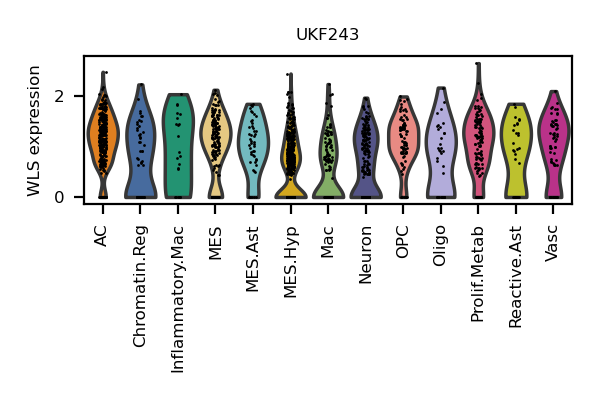 UKF243
WLS expression
2
0
AC
Chromatin.Reg
Inflammatory.Mac
MES
MES.Ast
MES.Hyp
Mac
Neuron
OPC
Oligo
Prolif.Metab
Reactive.Ast
Vasc